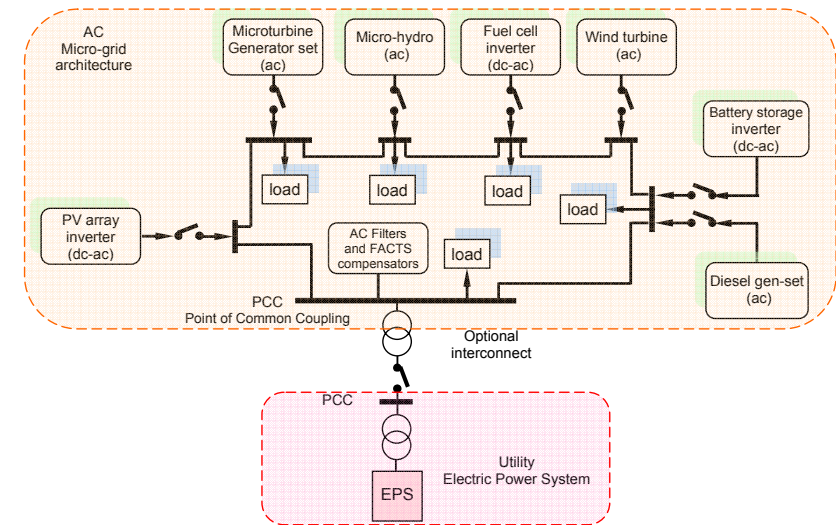 AC
Micro-grid
architecture
Microturbine
Generator set
(ac)
Micro-hydro
(ac)
Fuel cell
inverter
(dc-ac)
Wind turbine
(ac)
Battery storage
inverter
(dc-ac)
load
load
load
load
PV array
inverter
(dc-ac)
AC Filters
and FACTS
compensators
load
Diesel gen-set
(ac)
PCC
Point of Common Coupling
Optional
interconnect
PCC
Utility
Electric Power System
EPS